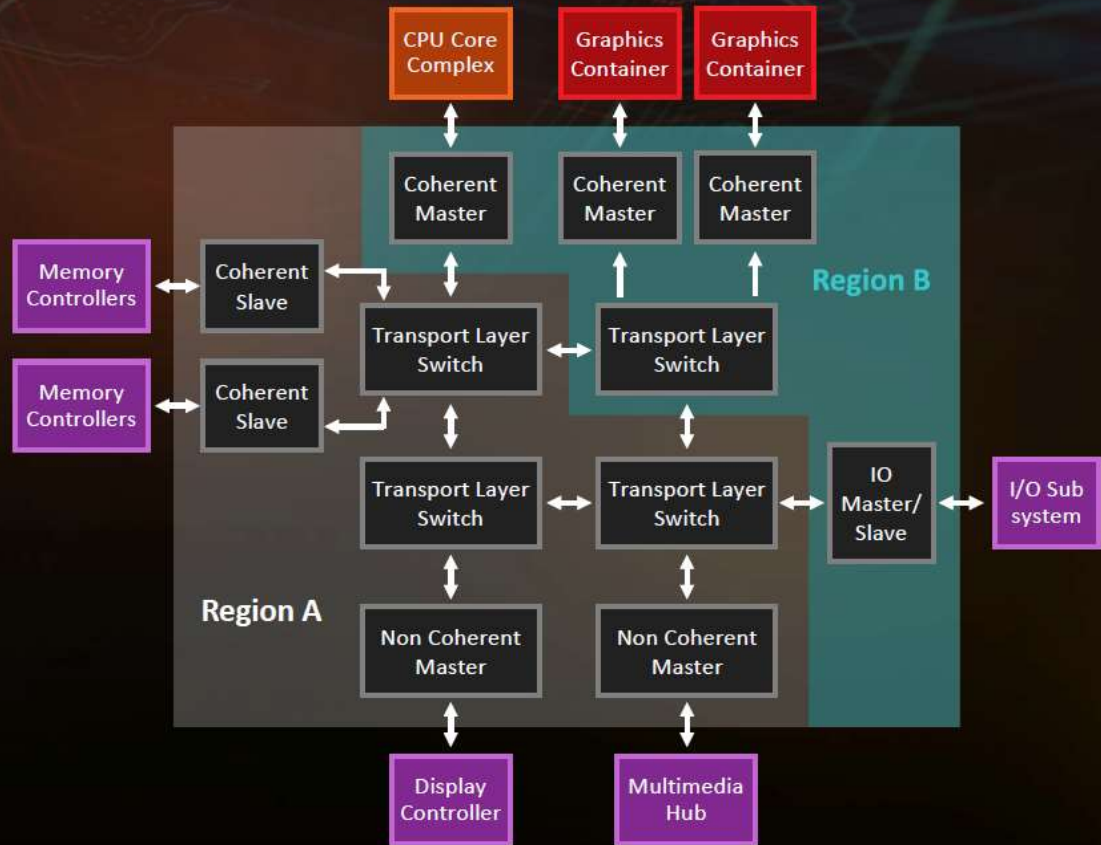 CPU Core
Complex
Graphics
Container
Graphics
Container
Coherent
Master
Coherent
Master
Coherent
Master
Memory
Controllers
Coherent
Slave
Region B
Transport Layer
Switch
Transport Layer
Switch
Memory
Controllers
Coherent
Slave
Transport Layer
Switch
Transport Layer
Switch
IO
Master/
Slave
I/O Sub
system
Region A
Non Coherent
Master
Non Coherent
Master
Display
Controller
Multimedia
Hub